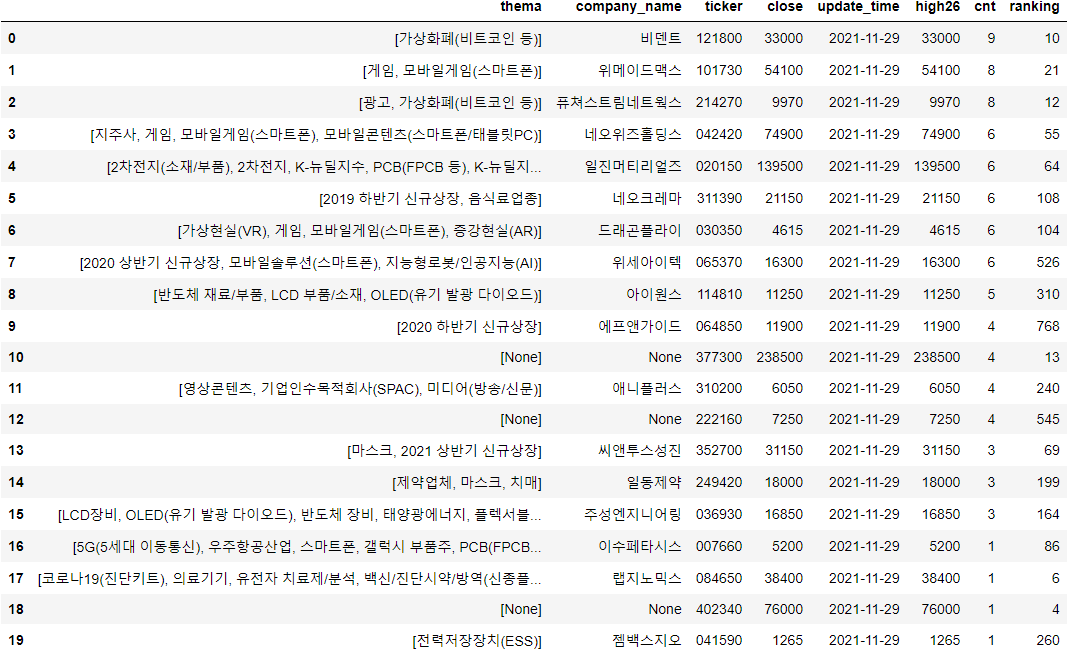 thema company_name ticker close update_time high26 cnt ranking
0 [가상화폐(비트코인 등)] 비덴트 121800 33000 2021-11-29 33000 9 10
1 [게임, 모바일게임(스마트폰)] 위메이드맥스 101730 54100 2021-11-29 54100 8 21
2 [광고, 가상화폐(비트코인 등)] 퓨쳐스트림네트웍스 214270 9970 2021-11-29 9970 8 12
3 [지주사, 게임, 모바일게임(스마트폰), 모바일콘텐츠(스마트폰/태블릿PC)] 네오위즈홀딩스 042420 74900 2021-11-29 74900 6 55
4 [2차전지(소재/부품), 2차전지, K-뉴딜지수, PCB(FPCB 등), K-뉴딜지... 일진머티리얼즈 020150 139500 2021-11-29 139500 6 64
5 [2019 하반기 신규상장, 음식료업종] 네오크레마 311390 21150 2021-11-29 21150 6 108
6 [가상현실(VR), 게임, 모바일게임(스마트폰), 증강현실(AR)] 드래곤플라이 030350 4615 2021-11-29 4615 6 104
7 [2020 상반기 신규상장, 모바일솔루션(스마트폰), 지능형로봇/인공지능(AI)] 위세아이텍 065370 16300 2021-11-29 16300 6 526
8 [반도체 재료/부품, LCD 부품/소재, OLED(유기 발광 다이오드)] 아이원스 114810 11250 2021-11-29 11250 5 310
9 [2020 하반기 신규상장] 에프앤가이드 064850 11900 2021-11-29 11900 4 768
10 [None] None 377300 238500 2021-11-29 238500 4 13
11 [영상콘텐츠, 기업인수목적회사(SPAC), 미디어(방송/신문)] 애니플러스 310200 6050 2021-11-29 6050 4 240
12 [None] None 222160 7250 2021-11-29 7250 4 545
13 [마스크, 2021 상반기 신규상장] 씨앤투스성진 352700 31150 2021-11-29 31150 3 69
14 [제약업체, 마스크, 치매] 일동제약 249420 18000 2021-11-29 18000 3 199
15 [LCD장비, OLED(유기 발광 다이오드), 반도체 장비, 태양광에너지, 플렉서블... 주성엔지니어링 036930 16850 2021-11-29 16850 3 164
16 [5G(5세대 이동통신), 우주항공산업, 스마트폰, 갤럭시 부품주, PCB(FPCB... 이수페타시스 007660 5200 2021-11-29 5200 1 86
17 [코로나19(진단키트), 의료기기, 유전자 치료제/분석, 백신/진단시약/방역(신종플... 랩지노믹스 084650 38400 2021-11-29 38400 1 6
18 [None] None 402340 76000 2021-11-29 76000 1 4
19 [전력저장장치(ESS)] 젬백스지오 041590 1265 2021-11-29 1265 1 260